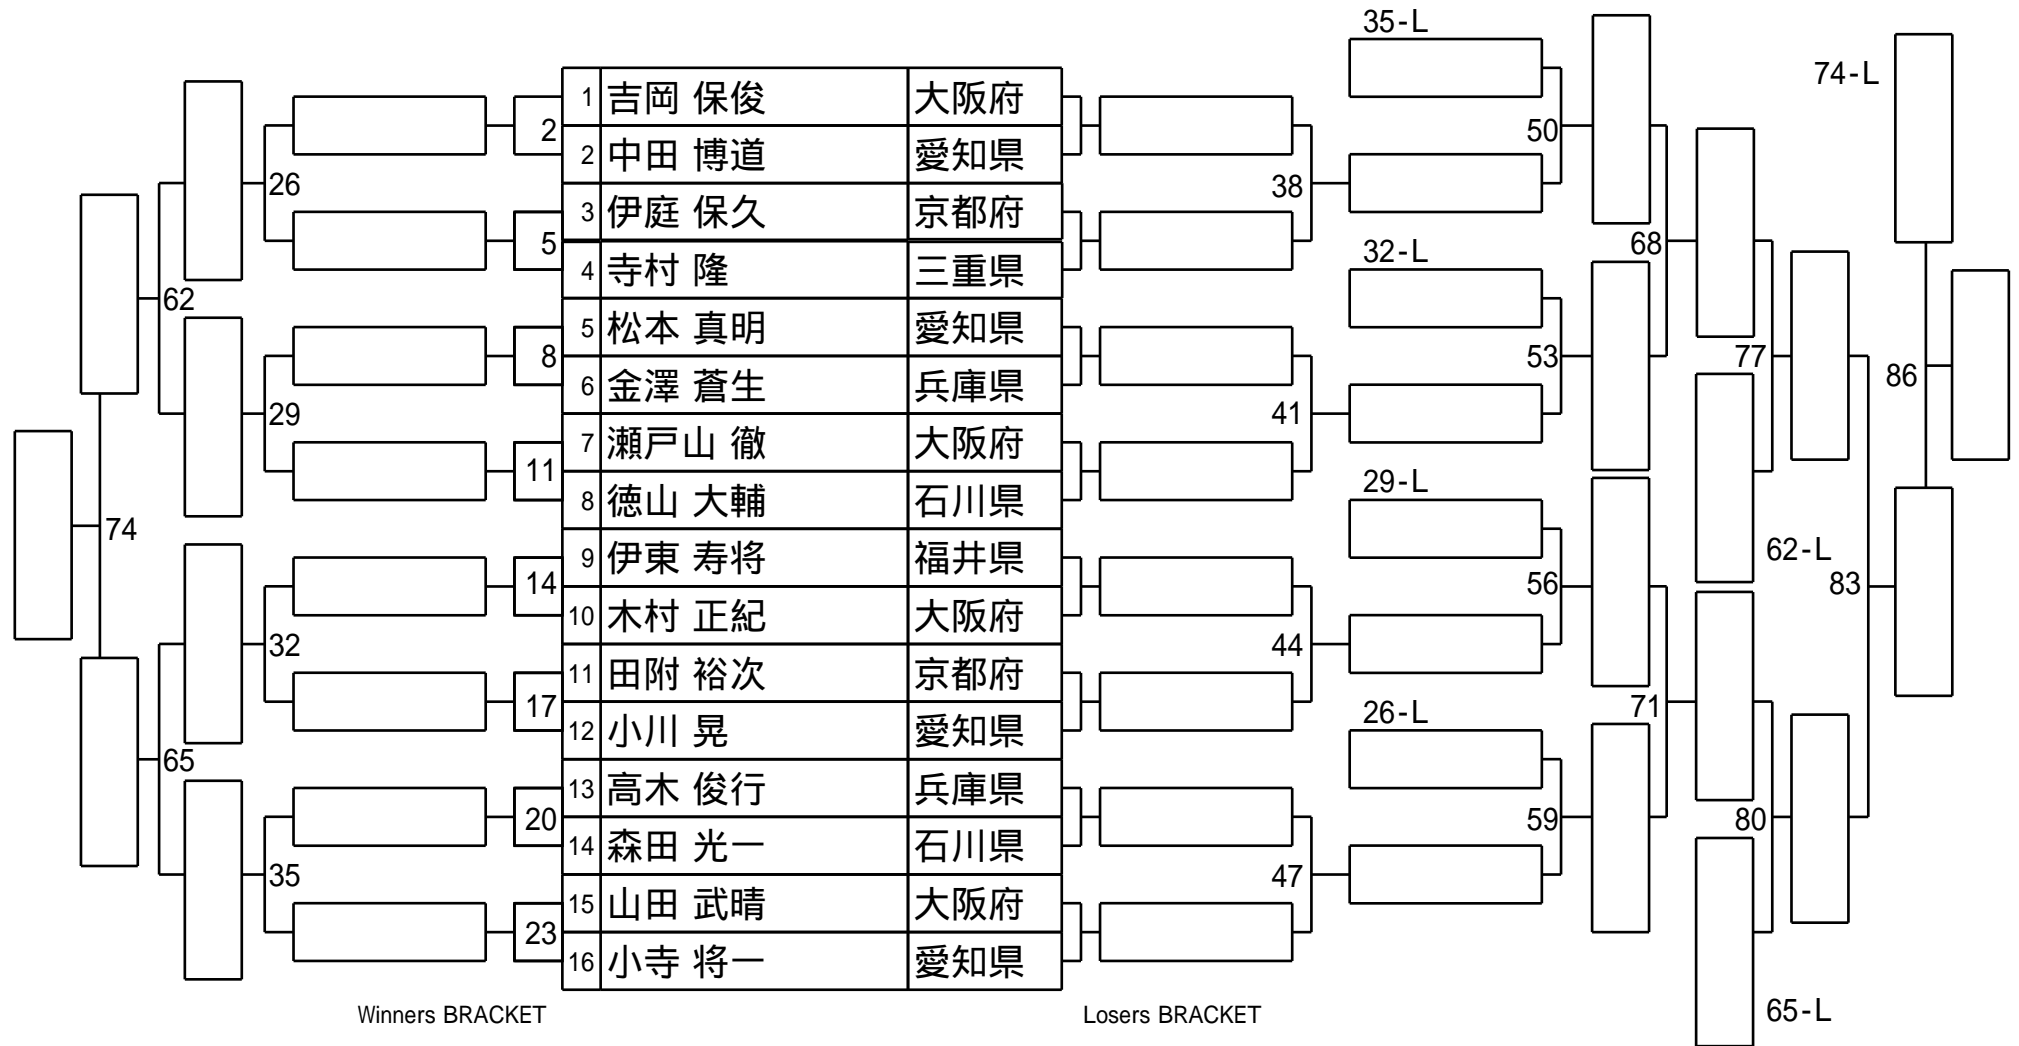 35-L
74-L
1 吉岡 保俊 大阪府
2 50
2 中田 博道 愛知県
26 38
3 伊庭 保久 京都府
5 68
4 寺村 隆 三重県
32-L
62
5 松本 真明 愛知県
8 53 77
6 金澤 蒼生 兵庫県
86
29 41
7 瀬戸山 徹 大阪府
11
8 徳山 大輔 石川県
29-L
74
9 伊東 寿将 福井県
62-L
14 56 83
10 木村 正紀 大阪府
32 44
11 田附 裕次 京都府
17 71
12 小川 晃 愛知県
26-L
65
13 高木 俊行 兵庫県
20 59 80
14 森田 光一 石川県
35 47
15 山田 武晴 大阪府
23
16 小寺 将一 愛知県
Winners BRACKET Losers BRACKET
65-L